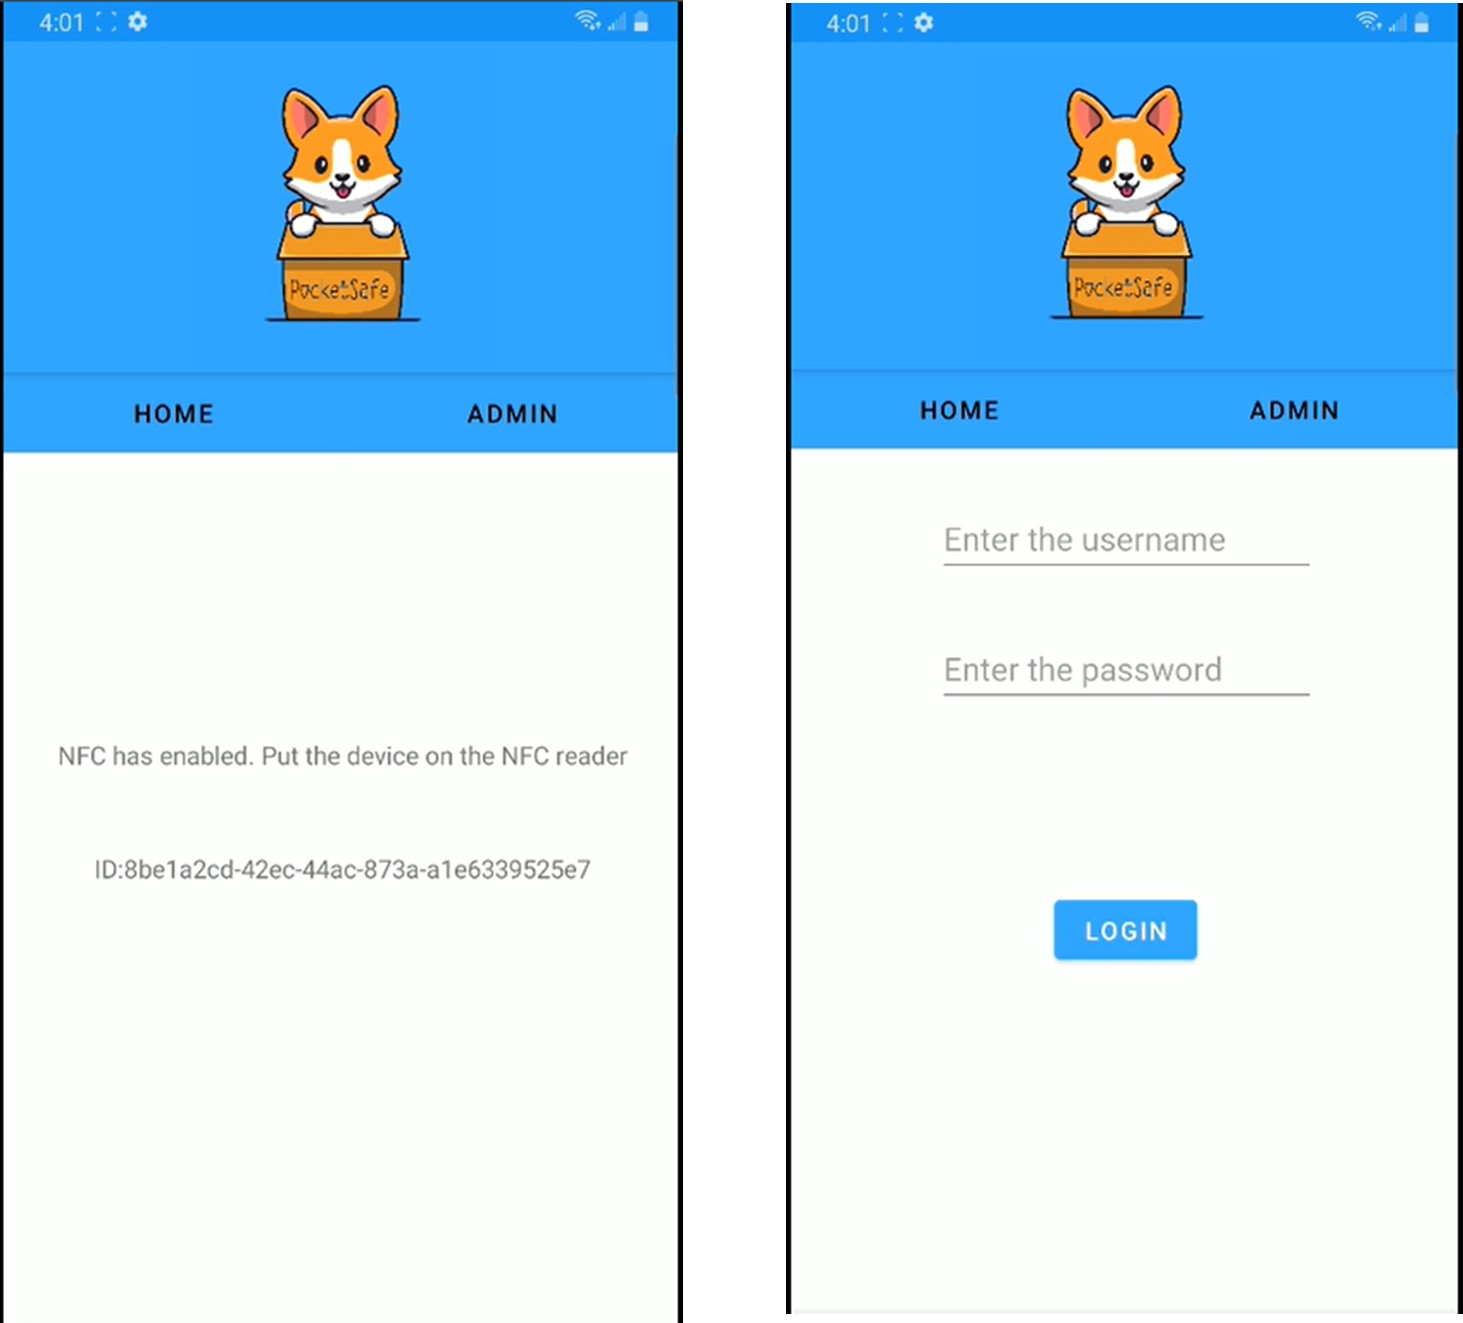 4:01
PocketSafe
HOME ADMIN
NFC has enabled. Put the device on the NFC reader
ID:8be1a2cd-42ec-44ac-873a-a1e6339525e7
4:01
PocketSafe
HOME ADMIN
Enter the username
Enter the password
LOGIN